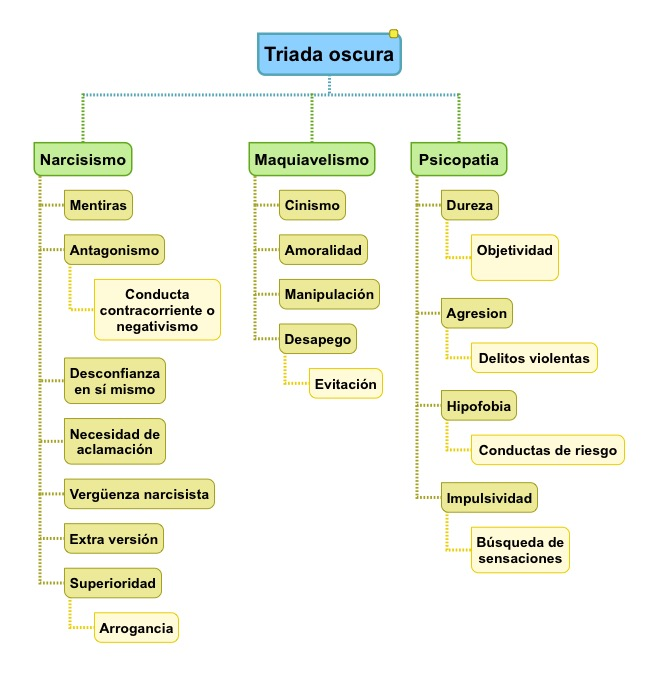 Triada oscura
Narcisismo
Mentiras
Antagonismo
Conducta
contracorriente o
negativismo
Desconfianza
en sí mismo
Necesidad de
aclamación
Vergüenza narcisista
Extra versión
Superioridad
Arrogancia
Maquiavelismo
Cinismo
Amoralidad
Manipulación
Desapego
Evitación
Psicopatia
Dureza
Objetividad
Agresion
Delitos violentas
Hipofobia
Conductas de riesgo
Impulsividad
Búsqueda de
sensaciones